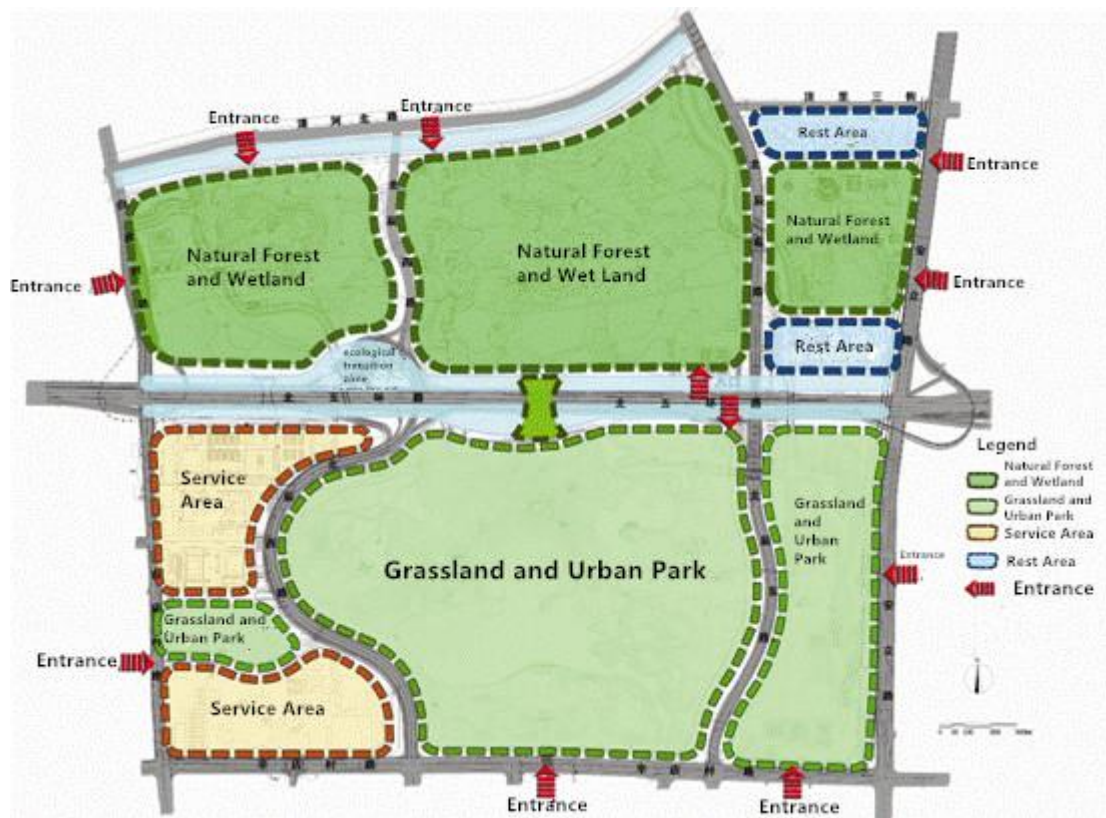 Entrance
Entrance
Rest Area
Entrance
Natural Forest
and Wetland
Natural Forest
and Wetland
Natural Forest
and Wet Land
Entrance
Entrance
Rest Area
ecological
zone
Legend
Natural Forest
and Wetland
Grassland and
Urban Park
Service Area
Rest Area
Entrance
Service
Area
Grassland
and
Urban
Park
Entrance
Grassland and Urban Park
Grassland and
Urban Park
Entrance
Service Area
Entrance
Entrance